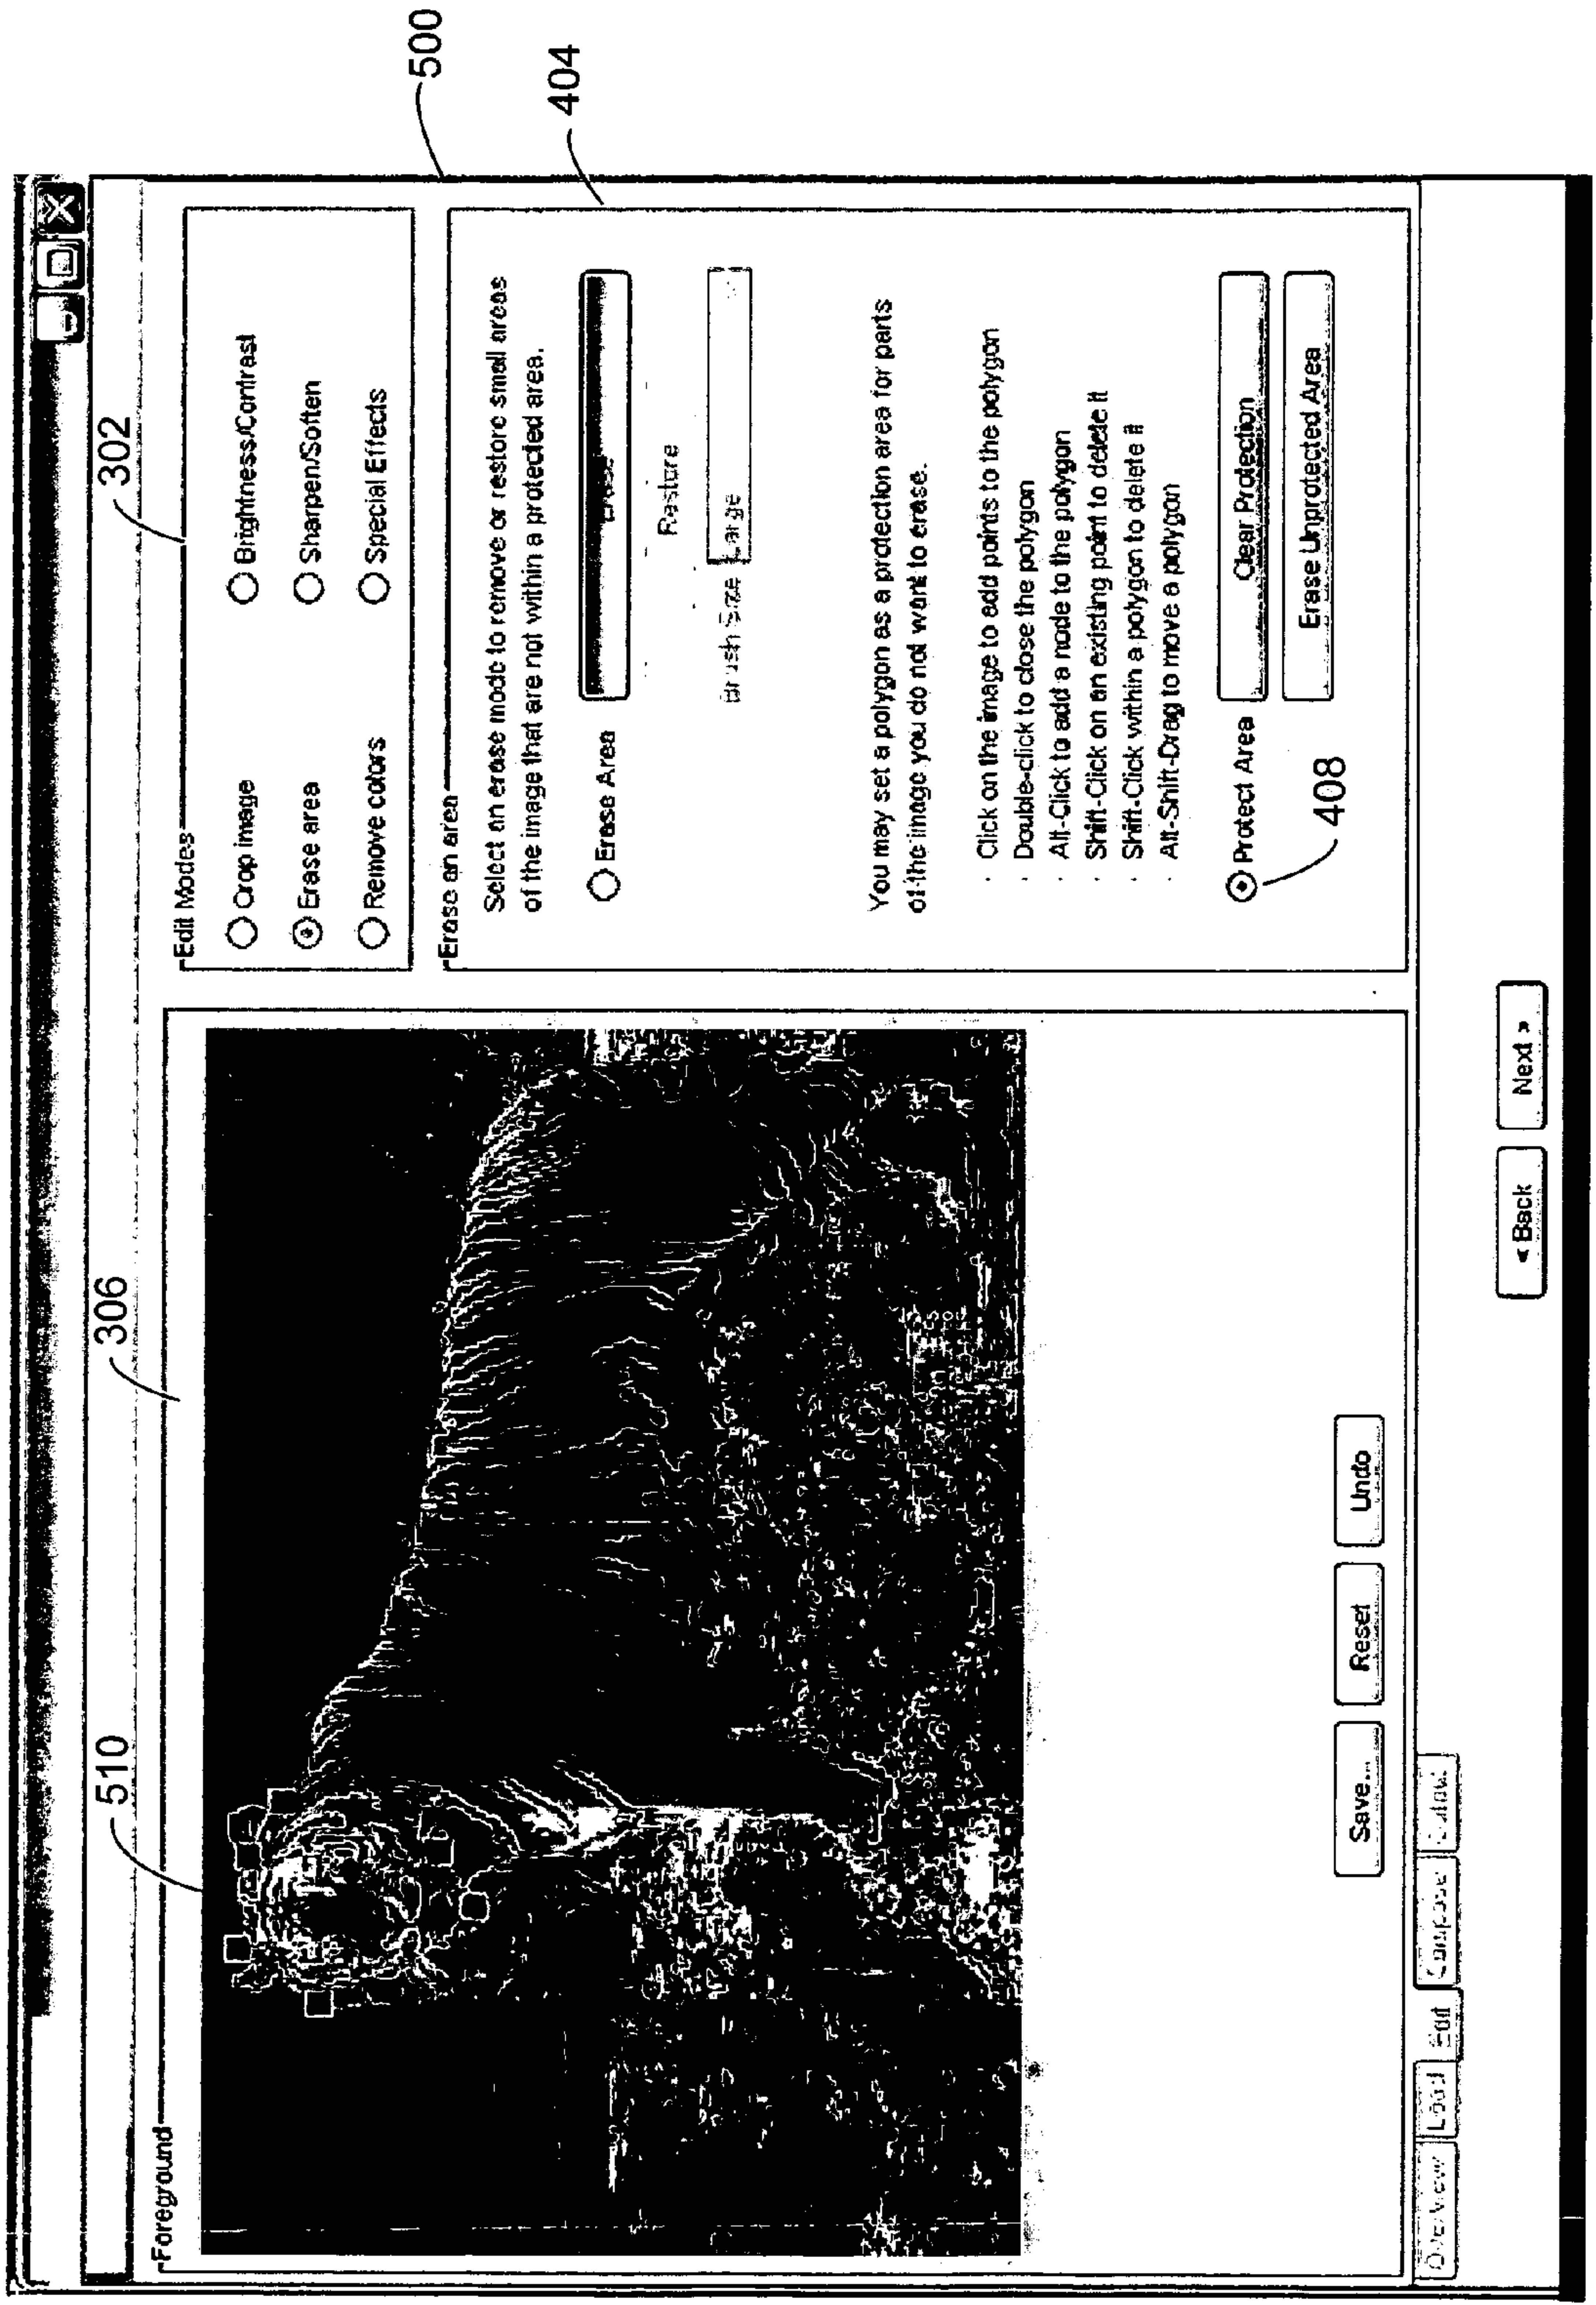 500
302
306
510
404
Foreground
Edit Modes
Crop image
Brightness/Contrast
Erase area
Sharpen/Soften
Remove colors
Special Effects
Erase an area
Select an erase mode to remove or restore small areas
of the image that are not within a protected area.
Erase Area
Erase
Restore
Brush Size Large
You may set a polygon as a protection area for parts
of the image you do not want to erase.
· Click on the image to add points to the polygon
· Double-click to close the polygon
· Alt-Click to add a node to the polygon
· Shift-Click on an existing point to delete it
· Shift-Click within a polygon to delete it
· Alt-Shift-Drag to move a polygon
Protect Area
Clear Protection
Erase Unprotected Area
408
Save...
Reset
Undo
Overview
Load
Edit
Compose
< Back
Next >